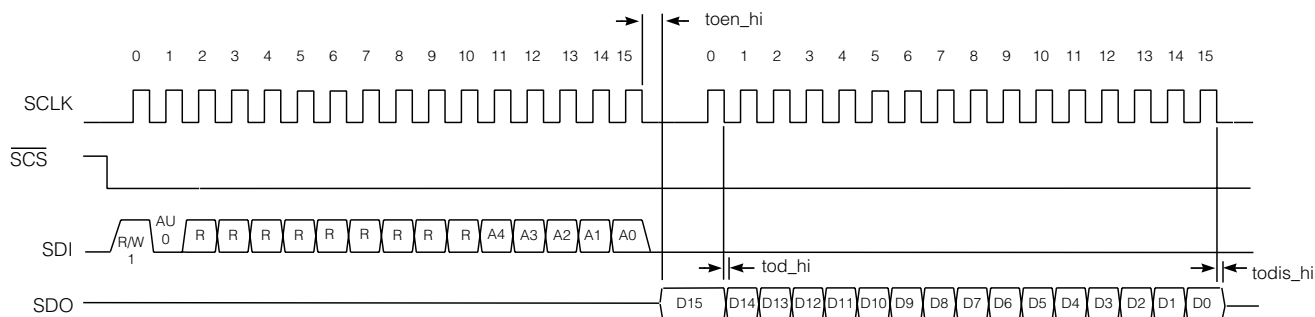 toen_hi
0 1 2 3 4 5 6 7 8 9 10 11 12 13 14 15 0 1 2 3 4 5 6 7 8 9 10 11 12 13 14 15
SCLK
SCS
SDI R/W 1 AU 0 R R R R R R R R R A4 A3 A2 A1 A0
tod_hi
todis_hi
SDO D15 D14 D13 D12 D11 D10 D9 D8 D7 D6 D5 D4 D3 D2 D1 D0